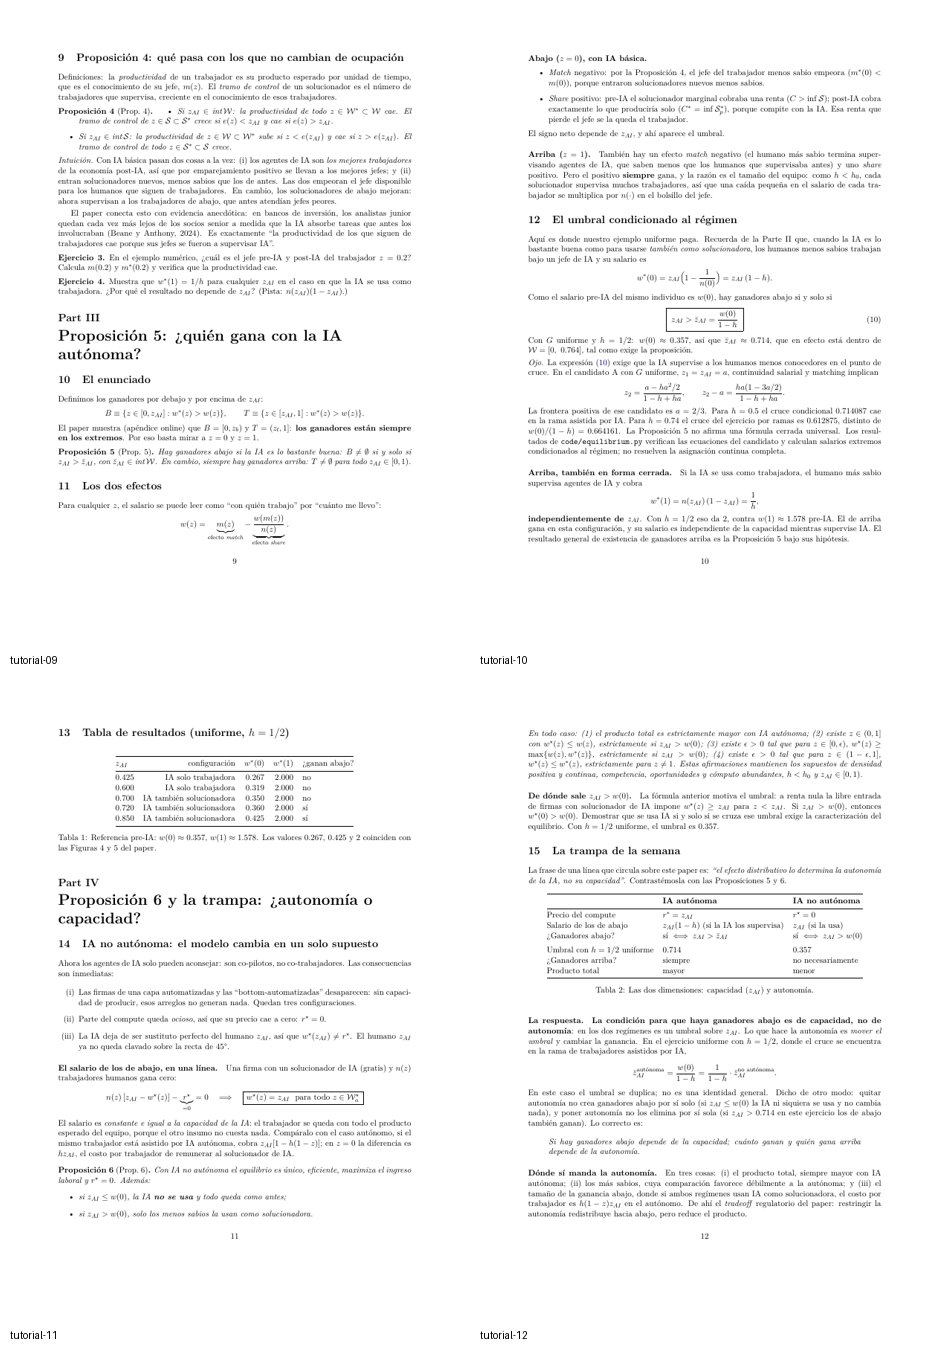 9 Proposición 4: qué pasa con los que no cambian de ocupación
Definiciones: la productividad de un trabajador es su producto esperado por unidad de tiempo,
que es el conocimiento de su jefe, m(z). El tramo de control de un solucionador es el número de
trabajadores que supervisa, creciente en el conocimiento de esos trabajadores.
Proposición 4 (Prop. 4). • Si z_AI ∈ intW: la productividad de todo z ∈ W* ⊂ W cae. El
tramo de control de z ∈ S ⊂ S* crece si e(z) < z_AI y cae si e(z) > z_AI.
• Si z_AI ∈ intS: la productividad de z ∈ W ⊂ W* sube si z < e(z_AI) y cae si z > e(z_AI). El
tramo de control de todo z ∈ S* ⊂ S crece.
Intuición. Con IA básica pasan dos cosas a la vez: (i) los agentes de IA son los mejores trabajadores
de la economía post-IA, así que por emparejamiento positivo se llevan a los mejores jefes; y (ii)
entran solucionadores nuevos, menos sabios que los de antes. Las dos empeoran el jefe disponible
para los humanos que siguen de trabajadores. En cambio, los solucionadores de abajo mejoran:
ahora supervisan a los trabajadores de abajo, que antes atendían jefes peores.
El paper conecta esto con evidencia anecdótica: en bancos de inversión, los analistas junior
quedan cada vez más lejos de los socios senior a medida que la IA absorbe tareas que antes los
involucraban (Beane y Anthony, 2024). Es exactamente "la productividad de los que siguen de
trabajadores cae porque sus jefes se fueron a supervisar IA".
Ejercicio 3. En el ejemplo numérico, ¿cuál es el jefe pre-IA y post-IA del trabajador z = 0.2?
Calcula m(0.2) y m*(0.2) y verifica que la productividad cae.
Ejercicio 4. Muestra que w*(1) = 1/h para cualquier z_AI en el caso en que la IA se usa como
trabajadora. ¿Por qué el resultado no depende de z_AI? (Pista: n(z_AI)(1 − z_AI).)
Part III
Proposición 5: ¿quién gana con la IA
autónoma?
10 El enunciado
Definimos los ganadores por debajo y por encima de z_AI:
B ≡ {z ∈ [0, z_AI] : w*(z) > w(z)}, T ≡ {z ∈ [z_AI, 1] : w*(z) > w(z)}.
El paper muestra (apéndice online) que B = [0, z_b) y T = (z_t, 1]: los ganadores están siempre
en los extremos. Por eso basta mirar a z = 0 y z = 1.
Proposición 5 (Prop. 5). Hay ganadores abajo si la IA es lo bastante buena: B ≠ ∅ si y solo si
z_AI > z̄_AI, con z̄_AI ∈ intW. En cambio, siempre hay ganadores arriba: T ≠ ∅ para todo z_AI ∈ [0, 1).
11 Los dos efectos
Para cualquier z, el salario se puede leer como "con quién trabajo" por "cuánto me llevo":
w(z) = m(z) − w(m(z))/n(z).
efecto match efecto share
9
tutorial-09
Abajo (z = 0), con IA básica.
• Match negativo: por la Proposición 4, el jefe del trabajador menos sabio empeora (m*(0) <
m(0)), porque entraron solucionadores nuevos menos sabios.
• Share positivo: pre-IA el solucionador marginal cobraba una renta (C > inf S); post-IA cobra
exactamente lo que produciría solo (C* = inf S*), porque compite con la IA. Esa renta que
pierde el jefe se la queda el trabajador.
El signo neto depende de z_AI, y ahí aparece el umbral.
Arriba (z = 1). También hay un efecto match negativo (el humano más sabio termina super-
visando agentes de IA, que saben menos que los humanos que supervisaba antes) y uno share
positivo. Pero el positivo siempre gana, y la razón es el tamaño del equipo: como h < h₀, cada
solucionador supervisa muchos trabajadores, así que una caída pequeña en el salario de cada tra-
bajador se multiplica por n(·) en el bolsillo del jefe.
12 El umbral condicionado al régimen
Aquí es donde nuestro ejemplo uniforme paga. Recuerda de la Parte II que, cuando la IA es lo
bastante buena como para usarse también como solucionadora, los humanos menos sabios trabajan
bajo un jefe de IA y su salario es
w*(0) = z_AI(1 − 1/n(0)) = z_AI (1 − h).
Como el salario pre-IA del mismo individuo es w(0), hay ganadores abajo si y solo si
z_AI > z̄_AI = w(0)/(1 − h) (10)
Con G uniforme y h = 1/2: w(0) ≈ 0.357, así que z̄_AI ≈ 0.714, que en efecto está dentro de
W = [0, 0.764], tal como exige la proposición.
Ojo. La expresión (10) exige que la IA supervise a los humanos menos conocedores en el punto de
cruce. En el candidato A con G uniforme, z₁ = z_AI = a, continuidad salarial y matching implican
z₂ = (a − ha²/2)/(1 − h + ha), z₂ − a = ha(1 − 3a/2)/(1 − h + ha).
La frontera positiva de ese candidato es a = 2/3. Para h = 0.5 el cruce condicional 0.714087 cae
en la rama asistida por IA. Para h = 0.74 el cruce del ejercicio por ramas es 0.612875, distinto de
w(0)/(1 − h) = 0.664161. La Proposición 5 no afirma una fórmula cerrada universal. Los resul-
tados de code/equilibrium.py verifican las ecuaciones del candidato y calculan salarios extremos
condicionados al régimen; no resuelven la asignación continua completa.
Arriba, también en forma cerrada. Si la IA se usa como trabajadora, el humano más sabio
supervisa agentes de IA y cobra
w*(1) = n(z_AI) (1 − z_AI) = 1/h,
independientemente de z_AI. Con h = 1/2 eso da 2, contra w(1) ≈ 1.578 pre-IA. El de arriba
gana en esta configuración, y su salario es independiente de la capacidad mientras supervise IA. El
resultado general de existencia de ganadores arriba es la Proposición 5 bajo sus hipótesis.
10
tutorial-10
13 Tabla de resultados (uniforme, h = 1/2)
z_AI configuración w*(0) w*(1) ¿ganan abajo?
0.425 IA solo trabajadora 0.267 2.000 no
0.600 IA solo trabajadora 0.319 2.000 no
0.700 IA también solucionadora 0.350 2.000 no
0.720 IA también solucionadora 0.360 2.000 sí
0.850 IA también solucionadora 0.425 2.000 sí
Tabla 1: Referencia pre-IA: w(0) ≈ 0.357, w(1) ≈ 1.578. Los valores 0.267, 0.425 y 2 coinciden con
las Figuras 4 y 5 del paper.
Part IV
Proposición 6 y la trampa: ¿autonomía o
capacidad?
14 IA no autónoma: el modelo cambia en un solo supuesto
Ahora los agentes de IA solo pueden aconsejar: son co-pilotos, no co-trabajadores. Las consecuencias
son inmediatas:
(i) Las firmas de una capa automatizadas y las "bottom-automatizadas" desaparecen: sin capaci-
dad de producir, esos arreglos no generan nada. Quedan tres configuraciones.
(ii) Parte del compute queda ocioso, así que su precio cae a cero: r* = 0.
(iii) La IA deja de ser sustituto perfecto del humano z_AI, así que w*(z_AI) ≠ r*. El humano z_AI
ya no queda clavado sobre la recta de 45°.
El salario de los de abajo, en una línea. Una firma con un solucionador de IA (gratis) y n(z)
trabajadores humanos gana cero:
n(z) [z_AI − w*(z)] − r* = 0 ⟹ w*(z) = z_AI para todo z ∈ W*ₐ
=0
El salario es constante e igual a la capacidad de la IA: el trabajador se queda con todo el producto
esperado del equipo, porque el otro insumo no cuesta nada. Compáralo con el caso autónomo, si el
mismo trabajador está asistido por IA autónoma, cobra z_AI[1 − h(1 − z)]; en z = 0 la diferencia es
hz_AI, el costo por trabajador de remunerar al solucionador de IA.
Proposición 6 (Prop. 6). Con IA no autónoma el equilibrio es único, eficiente, maximiza el ingreso
laboral y r* = 0. Además:
• si z_AI ≤ w(0), la IA no se usa y todo queda como antes;
• si z_AI > w(0), solo los menos sabios la usan como solucionadora.
11
tutorial-11
En todo caso: (1) el producto total es estrictamente mayor con IA autónoma; (2) existe z ∈ (0, 1]
con w*(z) ≤ w(z), estrictamente si z_AI > w(0); (3) existe ε > 0 tal que para z ∈ [0, ε), w*(z) ≥
max{w(z), w*(z)}, estrictamente si z_AI > w(0); (4) existe ε > 0 tal que para z ∈ (1 − ε, 1],
w*(z) ≤ w*(z), estrictamente para z ≠ 1. Estas afirmaciones mantienen los supuestos de densidad
positiva y continua, competencia, oportunidades y cómputo abundantes, h < h₀ y z_AI ∈ [0, 1).
De dónde sale z_AI > w(0). La fórmula anterior motiva el umbral: a renta nula la libre entrada
de firmas con solucionador de IA impone w*(z) ≥ z_AI para z < z_AI. Si z_AI > w(0), entonces
w*(0) > w(0). Demostrar que se usa IA si y solo si se cruza ese umbral exige la caracterización del
equilibrio. Con h = 1/2 uniforme, el umbral es 0.357.
15 La trampa de la semana
La frase de una línea que circula sobre este paper es: "el efecto distributivo lo determina la autonomía
de la IA, no su capacidad". Contrastémosla con las Proposiciones 5 y 6.
IA autónoma IA no autónoma
Precio del compute r* = z_AI r* = 0
Salario de los de abajo z_AI(1 − h) (si la IA los supervisa) z_AI (si la usa)
¿Ganadores abajo? sí ⟺ z_AI > z̄_AI sí ⟺ z_AI > w(0)
Umbral con h = 1/2 uniforme 0.714 0.357
¿Ganadores arriba? siempre no necesariamente
Producto total mayor menor
Tabla 2: Las dos dimensiones: capacidad (z_AI) y autonomía.
La respuesta. La condición para que haya ganadores abajo es de capacidad, no de
autonomía: en los dos regímenes es un umbral sobre z_AI. Lo que hace la autonomía es mover el
umbral y cambiar la ganancia. En el ejercicio uniforme con h = 1/2, donde el cruce se encuentra
en la rama de trabajadores asistidos por IA,
z̄_AI^autónoma = w(0)/(1 − h) = 1/(1 − h) · z̄_AI^no autónoma.
En este caso el umbral se duplica; no es una identidad general. Dicho de otro modo: quitar
autonomía no crea ganadores abajo por sí solo (si z_AI ≤ w(0) la IA ni siquiera se usa y no cambia
nada), y poner autonomía no los elimina por sí sola (si z_AI > 0.714 en este ejercicio los de abajo
también ganan). Lo correcto es:
Si hay ganadores abajo depende de la capacidad; cuánto ganan y quién gana arriba
depende de la autonomía.
Dónde sí manda la autonomía. En tres cosas: (i) el producto total, siempre mayor con IA
autónoma; (ii) los más sabios, cuya comparación favorece débilmente a la autónoma; y (iii) el
tamaño de la ganancia abajo, donde si ambos regímenes usan IA como solucionadora, el costo por
trabajador es h(1 − z)z_AI en el autónomo. De ahí el tradeoff regulatorio del paper: restringir la
autonomía redistribuye hacia abajo, pero reduce el producto.
12
tutorial-12